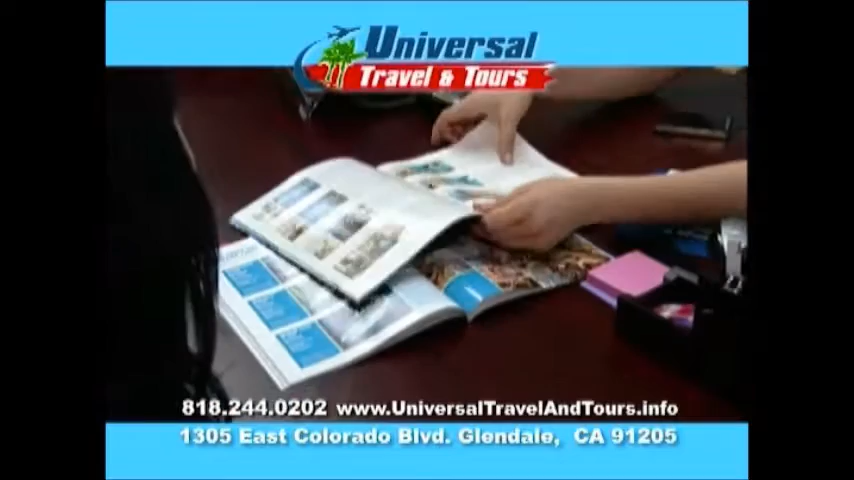 Universal
Travel & Tours
818.244.0202 www.UniversalTravelAndTours.info
1305 East Colorado Blvd. Glendale, CA 91205